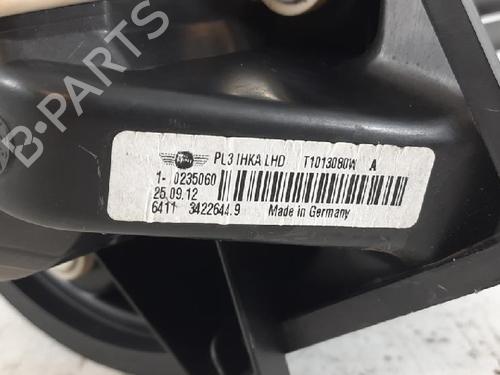 PL3 IHKA LHD T1013080W A
1- 0235060
25.09.12
6411 3422644.9 Made in Germany
B-PARTS